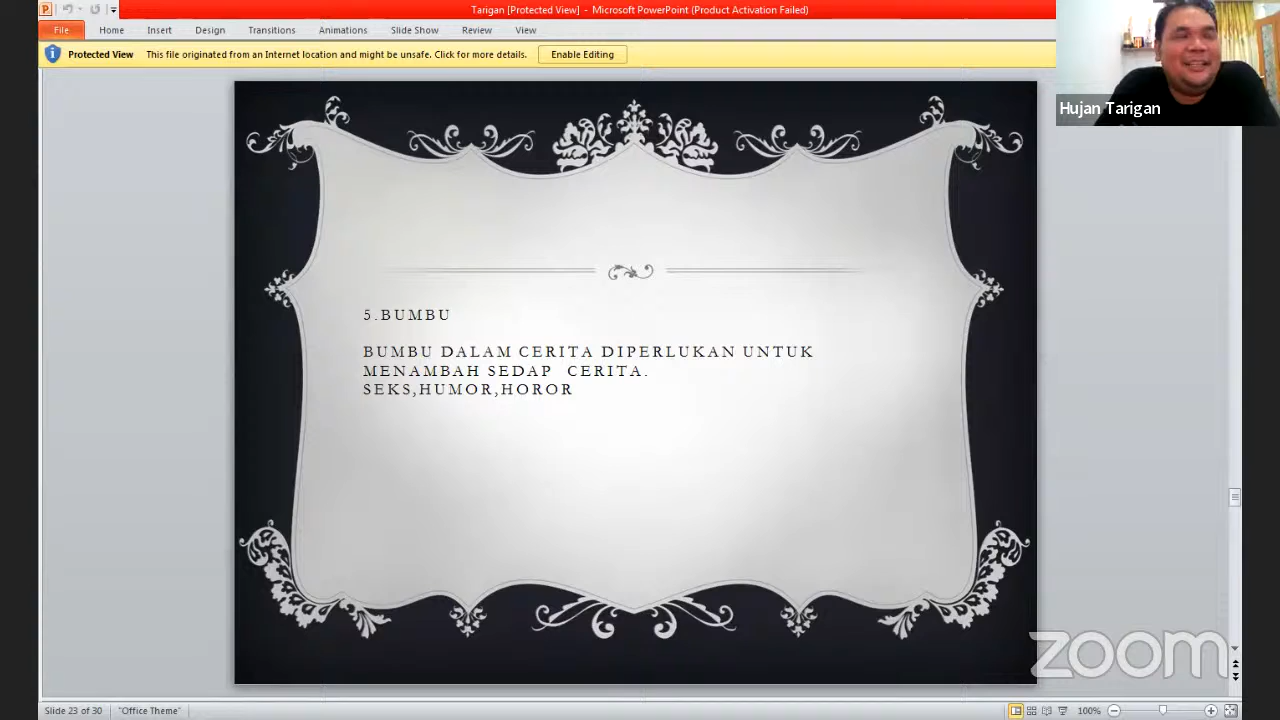 Tarigan [Protected View] - Microsoft PowerPoint (Product Activation Failed)
File Home Insert Design Transitions Animations Slide Show Review View
Protected View This file originated from an Internet location and might be unsafe. Click for more details. Enable Editing
Hujan Tarigan
5.BUMBU
BUMBU DALAM CERITA DIPERLUKAN UNTUK
MENAMBAH SEDAP CERITA.
SEKS,HUMOR,HOROR
zoom
Slide 23 of 30 "Office Theme" 100%